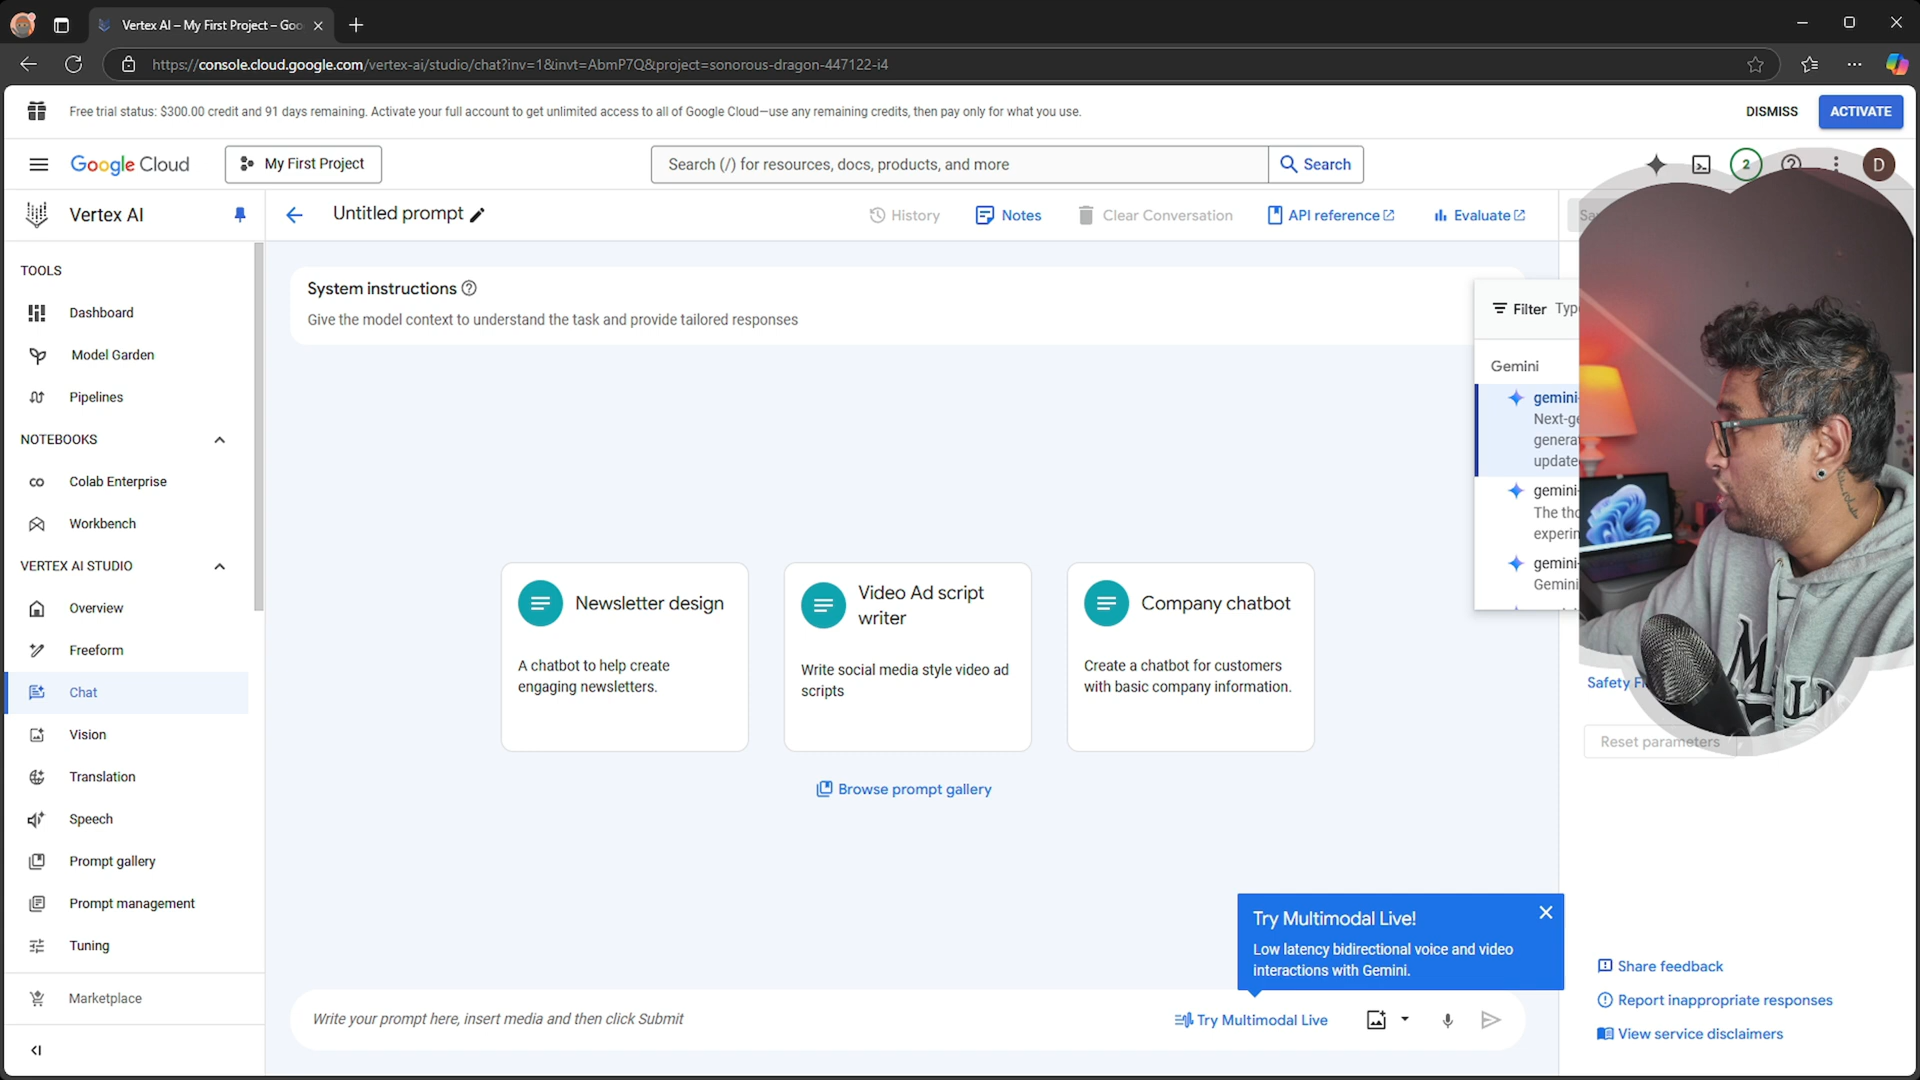 Vertex AI – My First Project – Goo
https://console.cloud.google.com/vertex-ai/studio/chat?inv=1&invt=AbmP7Q&project=sonorous-dragon-447122-i4
Free trial status: $300.00 credit and 91 days remaining. Activate your full account to get unlimited access to all of Google Cloud—use any remaining credits, then pay only for what you use.
DISMISS
ACTIVATE
Google Cloud
My First Project
Search (/) for resources, docs, products, and more
Search
2
D
Vertex AI
Untitled prompt
History
Notes
Clear Conversation
API reference
Evaluate
TOOLS
Dashboard
Model Garden
Pipelines
NOTEBOOKS
Colab Enterprise
Workbench
VERTEX AI STUDIO
Overview
Freeform
Chat
Vision
Translation
Speech
Prompt gallery
Prompt management
Tuning
Marketplace
System instructions
Give the model context to understand the task and provide tailored responses
Filter
Gemini
gemini
Next-ge
genera
update
gemini-
The tho
experin
gemini-
Gemini
Newsletter design
A chatbot to help create
engaging newsletters.
Video Ad script
writer
Write social media style video ad
scripts
Company chatbot
Create a chatbot for customers
with basic company information.
Browse prompt gallery
Safety
Reset parameters
Try Multimodal Live!
Low latency bidirectional voice and video
interactions with Gemini.
Write your prompt here, insert media and then click Submit
Try Multimodal Live
Share feedback
Report inappropriate responses
View service disclaimers